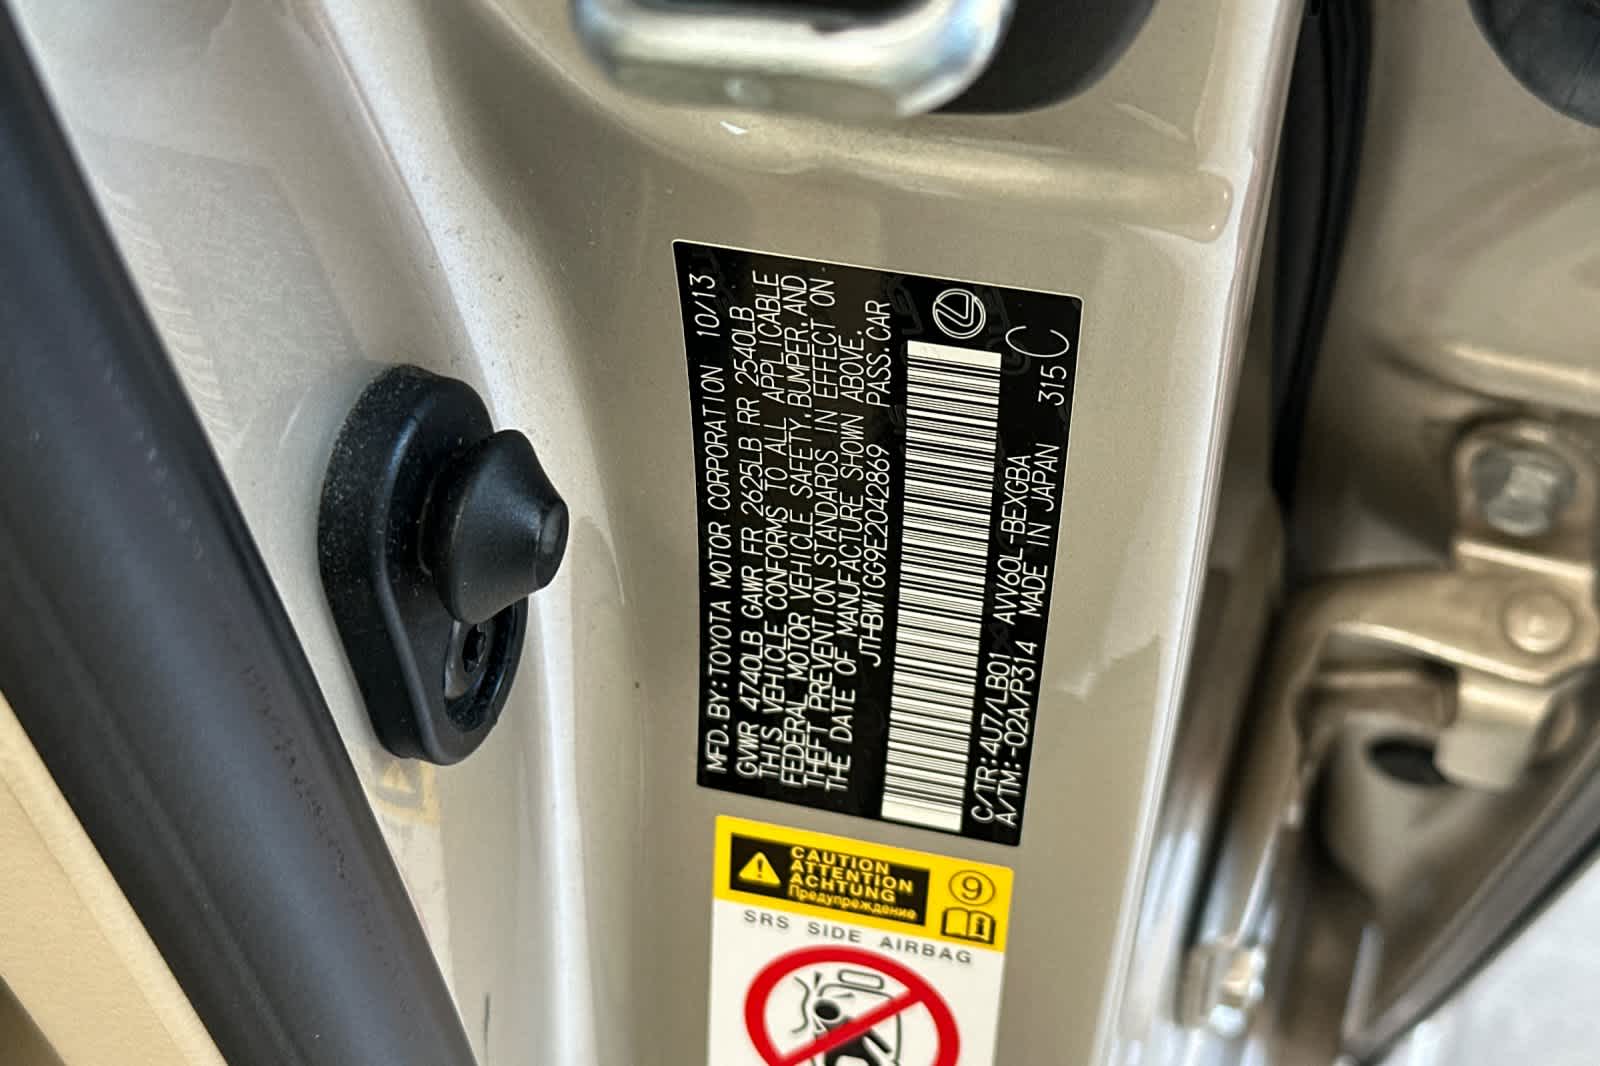 MFD.BY:TOYOTA MOTOR CORPORATION 10/13
GVWR 4740LB GAWR FR 2625LB RR 2540LB
THIS VEHICLE CONFORMS TO ALL APPLICABLE
FEDERAL MOTOR VEHICLE SAFETY,BUMPER,AND
THEFT PREVENTION STANDARDS IN EFFECT ON
THE DATE OF MANUFACTURE SHOWN ABOVE.
JTHBW1GG9E2042869 PASS.CAR
C/TR:4U7/LB01 AVV60L-BEXGBA 315C
A/TM:-02A/P314 MADE IN JAPAN
CAUTION
ATTENTION
ACHTUNG
Предупреждение
9
SRS SIDE AIRBAG